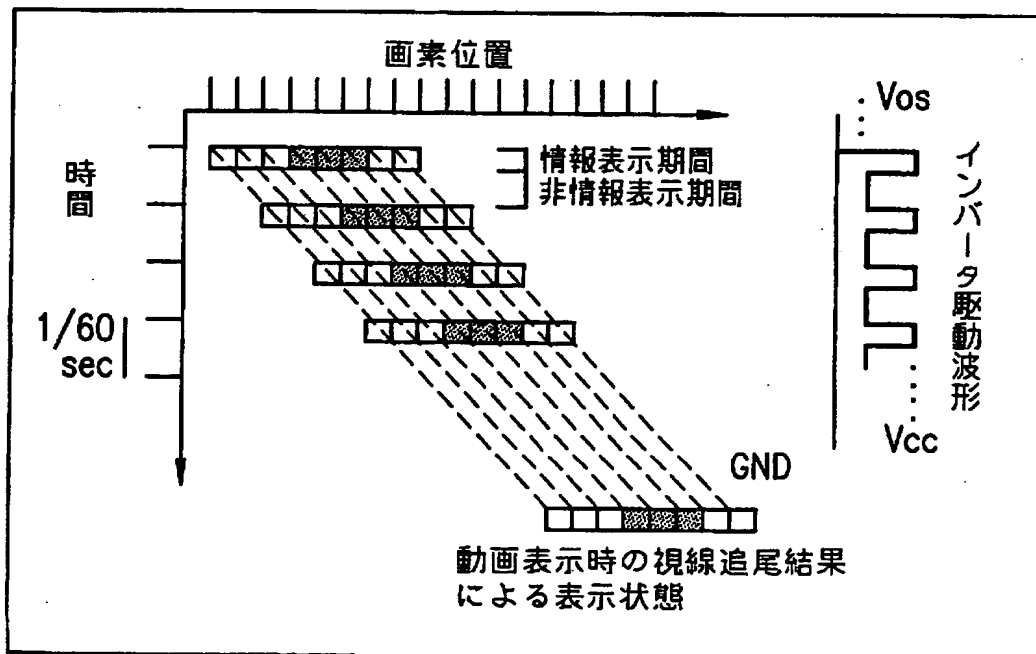 画素位置
時間
情報表示期間
非情報表示期間
1/60
sec
Vos
インバータ駆動波形
Vcc
GND
動画表示時の視線追尾結果
による表示状態